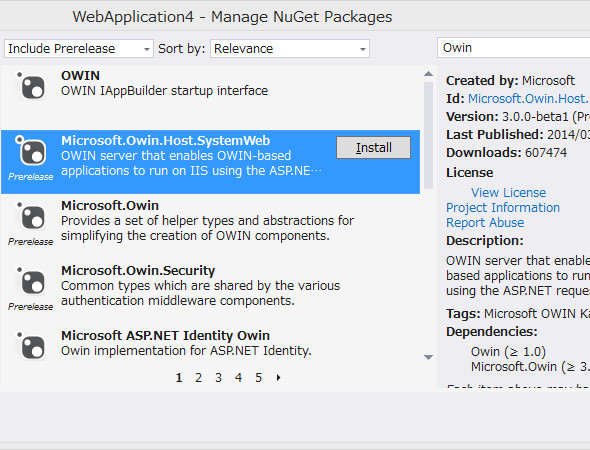 WebApplication4 - Manage NuGet Packages
Include Prerelease
Sort by:
Relevance
Owin
OWIN
OWIN IAppBuilder startup interface
Microsoft.Owin.Host.SystemWeb
OWIN server that enables OWIN-based
applications to run on IIS using the ASP.NE...
Prerelease
Install
Microsoft.Owin
Provides a set of helper types and abstractions for
simplifying the creation of OWIN components.
Prerelease
Microsoft.Owin.Security
Common types which are shared by the various
authentication middleware components.
Prerelease
Microsoft ASP.NET Identity Owin
Owin implementation for ASP.NET Identity.
1 2 3 4 5
Created by: Microsoft
Id: Microsoft.Owin.Host.
Version: 3.0.0-beta1 (Pr
Last Published: 2014/03
Downloads: 607474
License
View License
Project Information
Report Abuse
Description:
OWIN server that enable
based applications to run
using the ASP.NET reque
Tags: Microsoft OWIN Ka
Dependencies:
Owin (≥ 1.0)
Microsoft.Owin (≥ 3.